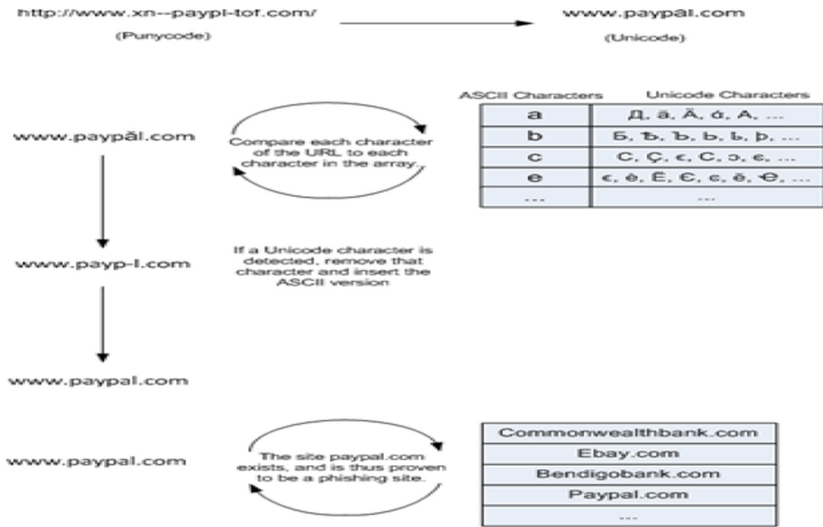 http://www.xn--paypl-tof.com/
www.paypāl.com
(Punycode)
(Unicode)
ASCII Characters
Unicode Characters
www.paypăl.com
Compare each character
of the URL to each
character in the array.
a
Д, ā, Ä, ά, А, ...
b
Б, Ъ, Ъ, Ь, Ь, þ, ...
c
С, Ç, є, С, ɔ, є, ...
e
є, è, Ë, Є, є, ě, ...
...
...
www.payp-l.com
If a Unicode character is
detected, remove that
character and insert the
ASCII version
www.paypal.com
www.paypal.com
The site paypal.com
exists, and is thus proven
to be a phishing site.
Commonwealthbank.com
Ebay.com
Bendigobank.com
Paypal.com
...